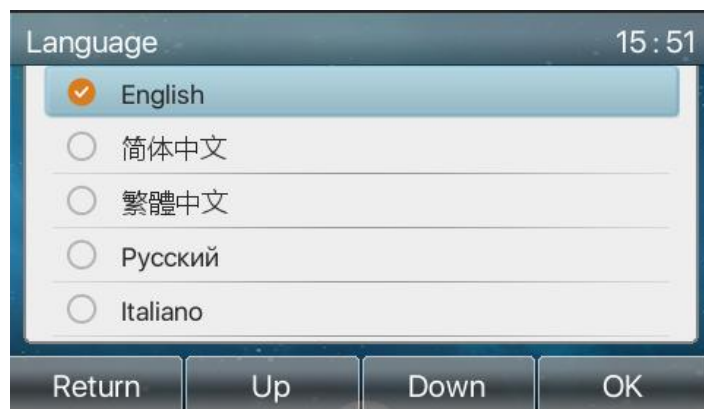 Language 15:51
English
简体中文
繁體中文
Русский
Italiano
Return Up Down OK